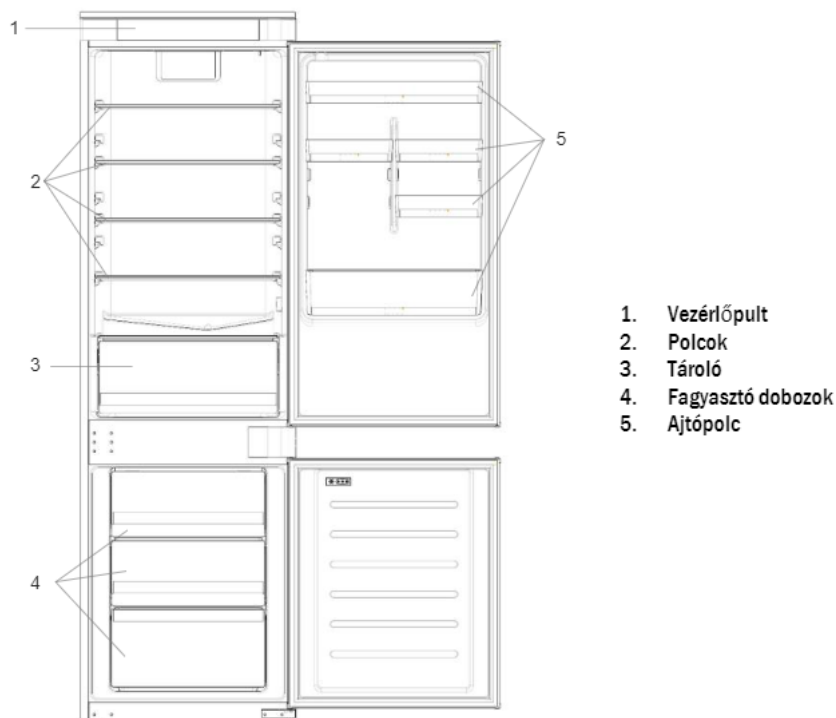 1
2
3
4
5
1. Vezérlőpult
2. Polcok
3. Tároló
4. Fagyasztó dobozok
5. Ajtópolc